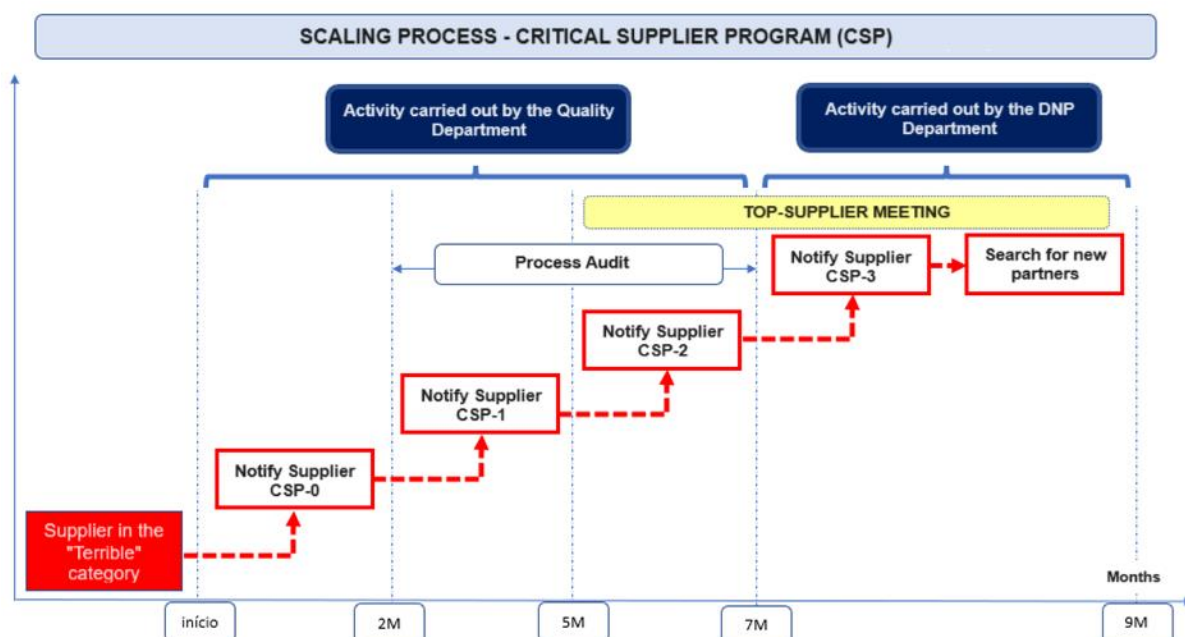 SCALING PROCESS - CRITICAL SUPPLIER PROGRAM (CSP)
Activity carried out by the Quality
Department
Activity carried out by the DNP
Department
TOP-SUPPLIER MEETING
Process Audit
Notify Supplier
CSP-3
Search for new
partners
Notify Supplier
CSP-2
Notify Supplier
CSP-1
Notify Supplier
CSP-0
Supplier in the
"Terrible"
category
Months
início
2M
5M
7M
9M